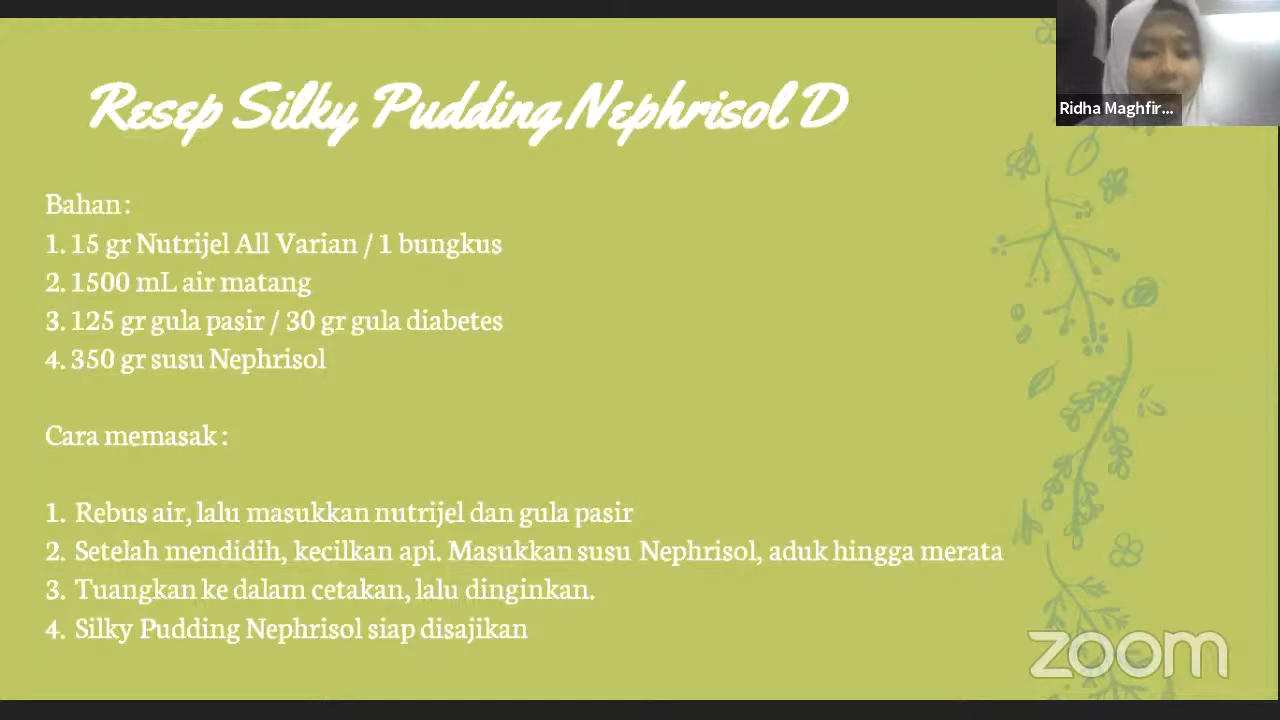 Resep Silky Pudding Nephrisol D
Ridha Maghfir...
Bahan :
1. 15 gr Nutrijel All Varian / 1 bungkus
2. 1500 mL air matang
3. 125 gr gula pasir / 30 gr gula diabetes
4. 350 gr susu Nephrisol
Cara memasak :
1. Rebus air, lalu masukkan nutrijel dan gula pasir
2. Setelah mendidih, kecilkan api. Masukkan susu Nephrisol, aduk hingga merata
3. Tuangkan ke dalam cetakan, lalu dinginkan.
4. Silky Pudding Nephrisol siap disajikan
zoom